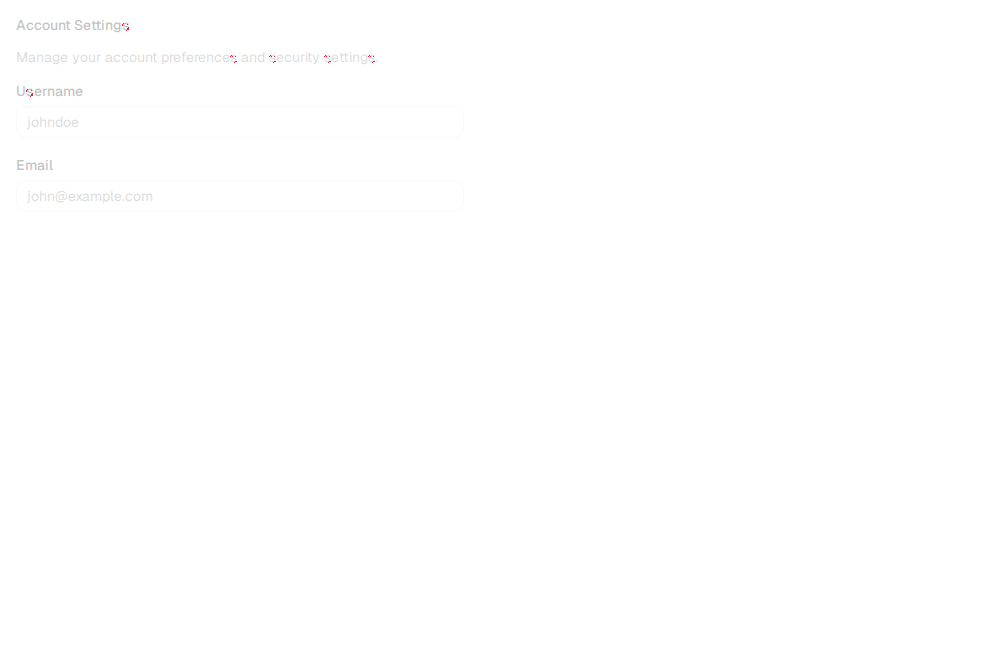 Account Settings
Manage your account preferences and security settings.
Username
johndoe
Email
john@example.com